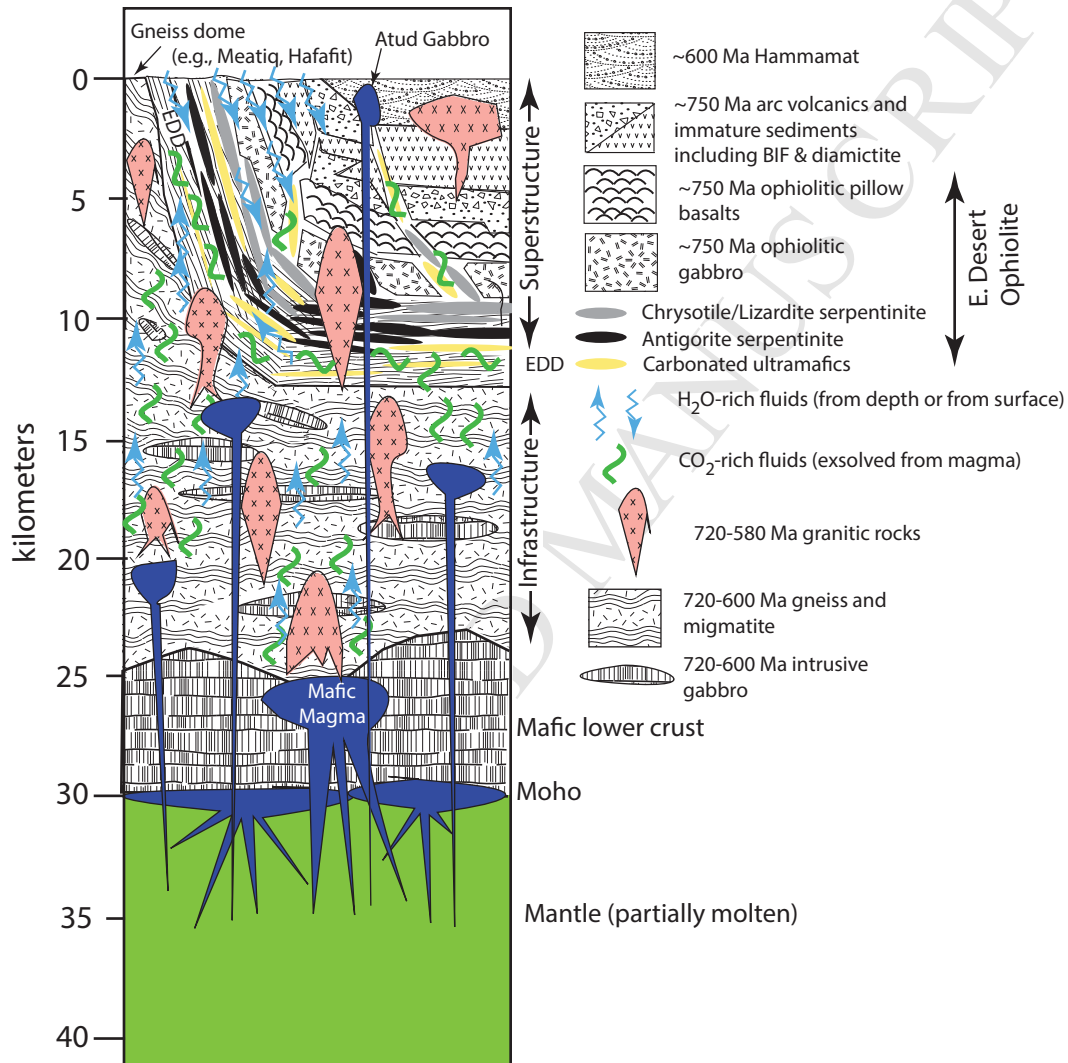 Gneiss dome
(e.g., Meatiq, Hafafit)
Atud Gabbro
kilometers
0
5
10
15
20
25
30
35
40
EDD
Mafic
Magma
Superstructure
Infrastructure
EDD
Mafic lower crust
Moho
Mantle (partially molten)
~600 Ma Hammamat
~750 Ma arc volcanics and
immature sediments
including BIF & diamictite
~750 Ma ophiolitic pillow
basalts
~750 Ma ophiolitic
gabbro
Chrysotile/Lizardite serpentinite
Antigorite serpentinite
Carbonated ultramafics
E. Desert
Ophiolite
H2O-rich fluids (from depth or from surface)
CO2-rich fluids (exsolved from magma)
720-580 Ma granitic rocks
720-600 Ma gneiss and
migmatite
720-600 Ma intrusive
gabbro
D MANUSCRIP